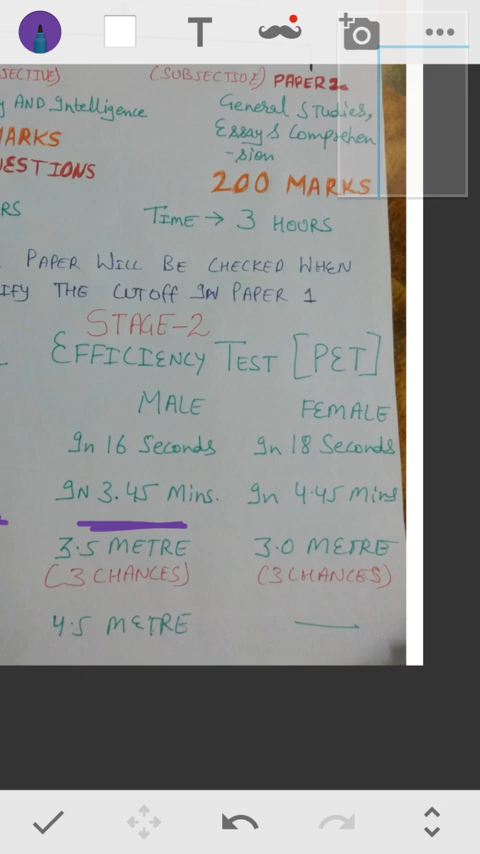 T
SECTIVE) (SUBSECTIVE) PAPER 2
AND Intelligence General Studies,
Essay & Comprehen
-sion
MARKS
ESTIONS
200 MARKS
RS TIME → 3 HOURS
PAPER WILL BE CHECKED WHEN
IFY THE CUTOFF IN PAPER 1
STAGE-2
EFFICIENCY TEST [PET]
MALE FEMALE
In 16 Seconds In 18 Seconds
IN 3.45 Mins. In 4.45 Mins
3.5 METRE 3.0 METRE
(3 CHANCES) (3 CHANCES)
4.5 METRE —